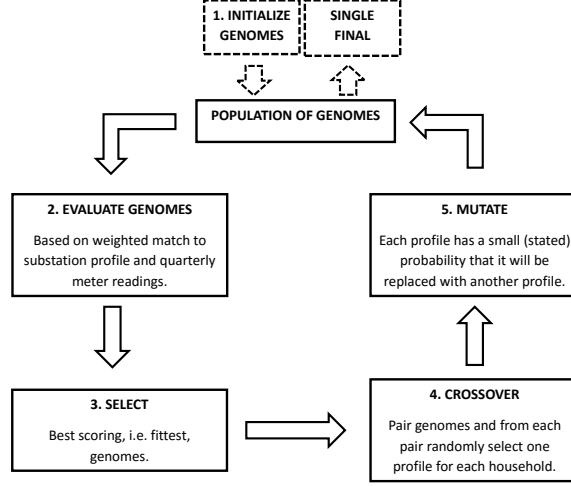 1. INITIALIZE
GENOMES
SINGLE
FINAL
POPULATION OF GENOMES
2. EVALUATE GENOMES
Based on weighted match to
substation profile and quarterly
meter readings.
3. SELECT
Best scoring, i.e. fittest,
genomes.
4. CROSSOVER
Pair genomes and from each
pair randomly select one
profile for each household.
5. MUTATE
Each profile has a small (stated)
probability that it will be
replaced with another profile.